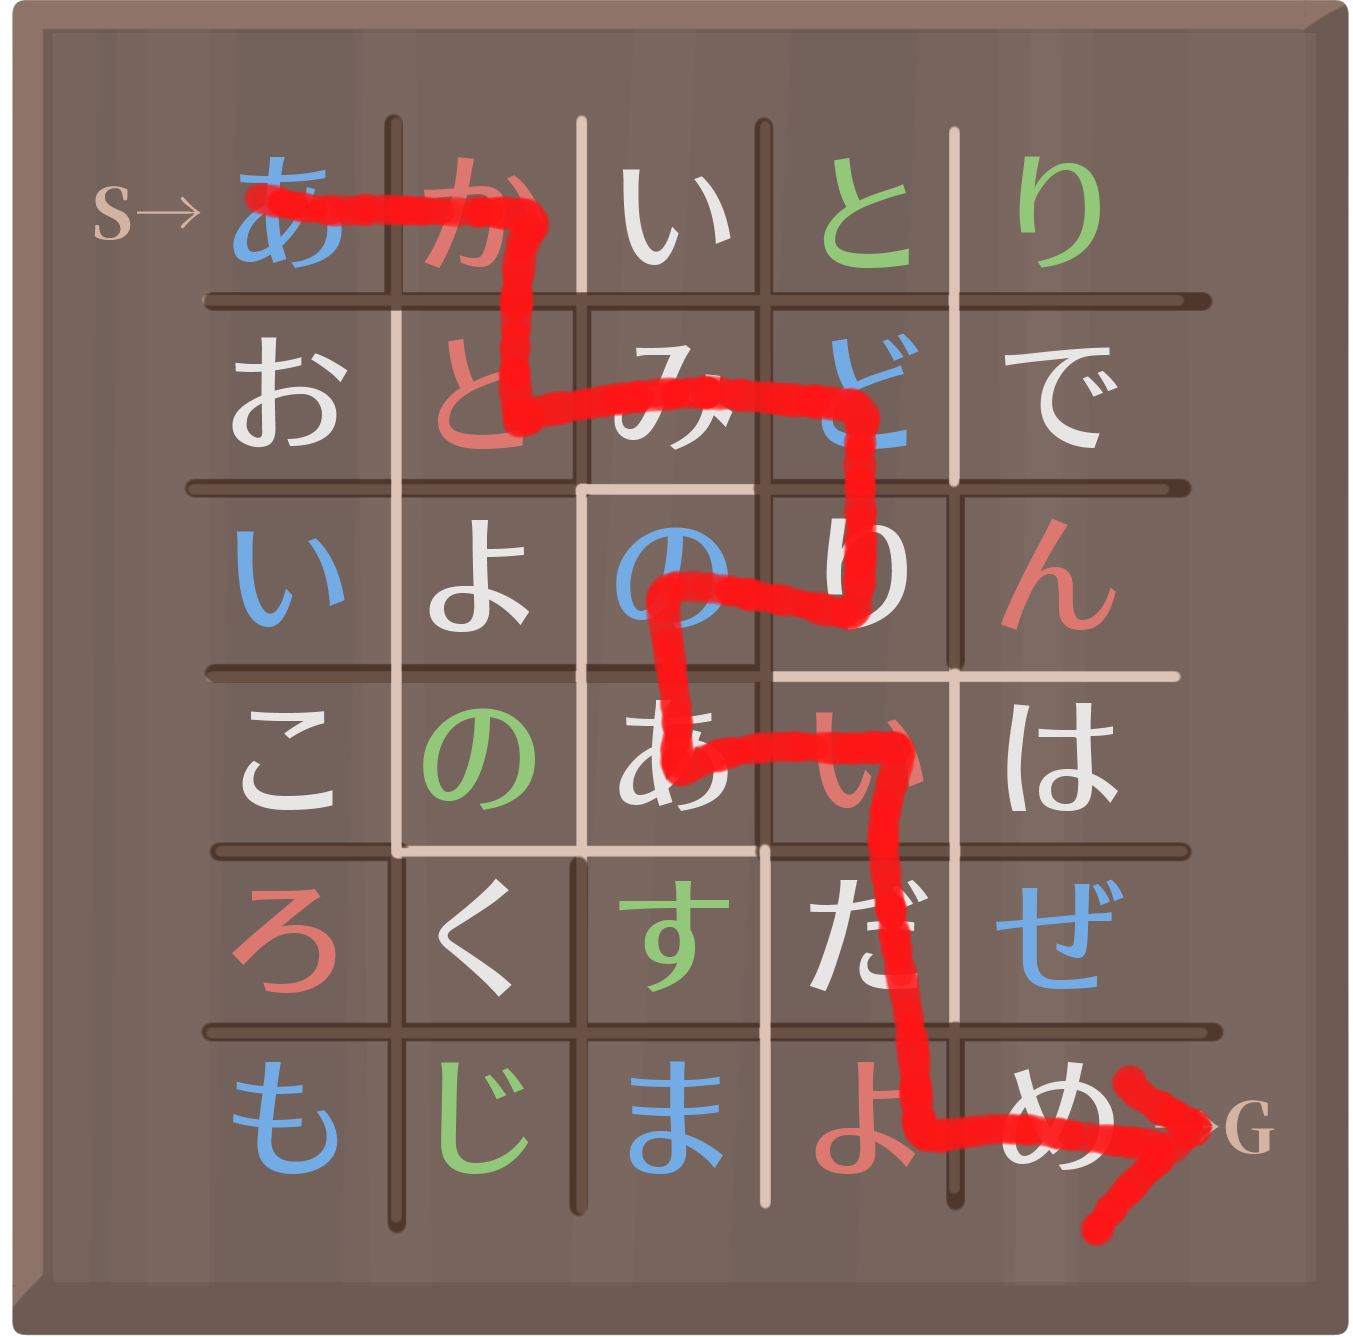 S→ あ か い と り
お と み ど で
い よ の り ん
こ の あ い は
ろ く す だ ぜ
も じ ま よ め →G